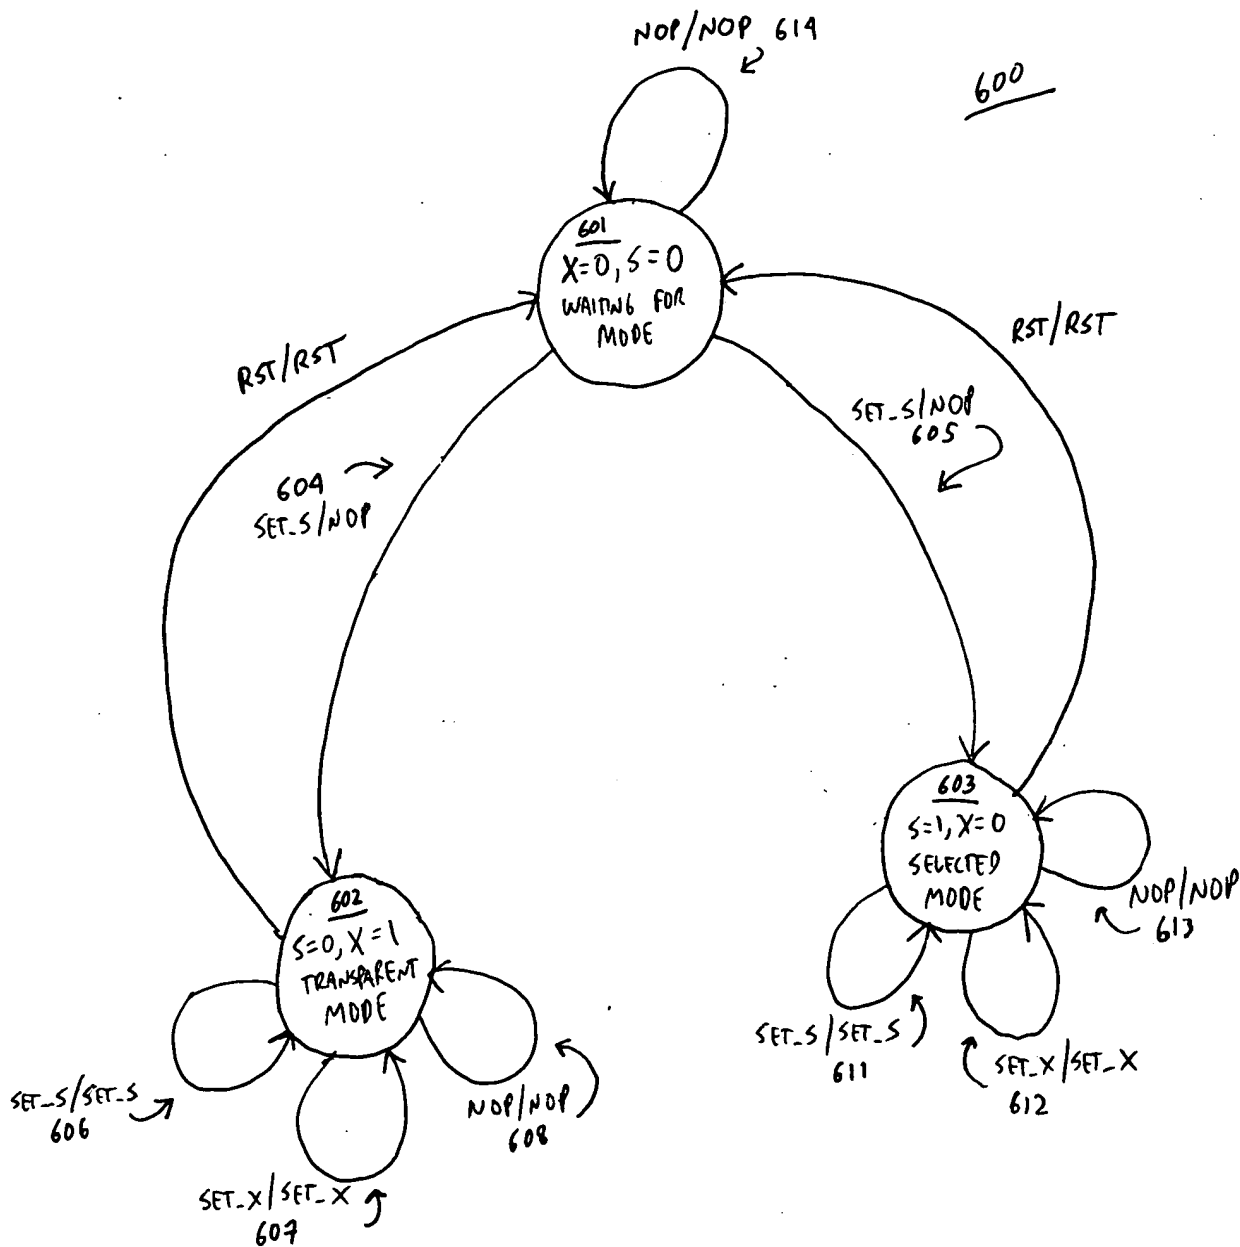 NOP/NOP 614
600
601
X=0, S=0
WAITING FOR
MODE
RST/RST
RST/RST
SET_S/NOP
605
604
SET_S/NOP
603
S=1, X=0
SELECTED
MODE
NOP/NOP
613
602
S=0, X=1
TRANSPARENT
MODE
SET_S/SET_S
611
SET_X/SET_X
612
SET_S/SET_S
606
NOP/NOP
608
SET_X/SET_X
607